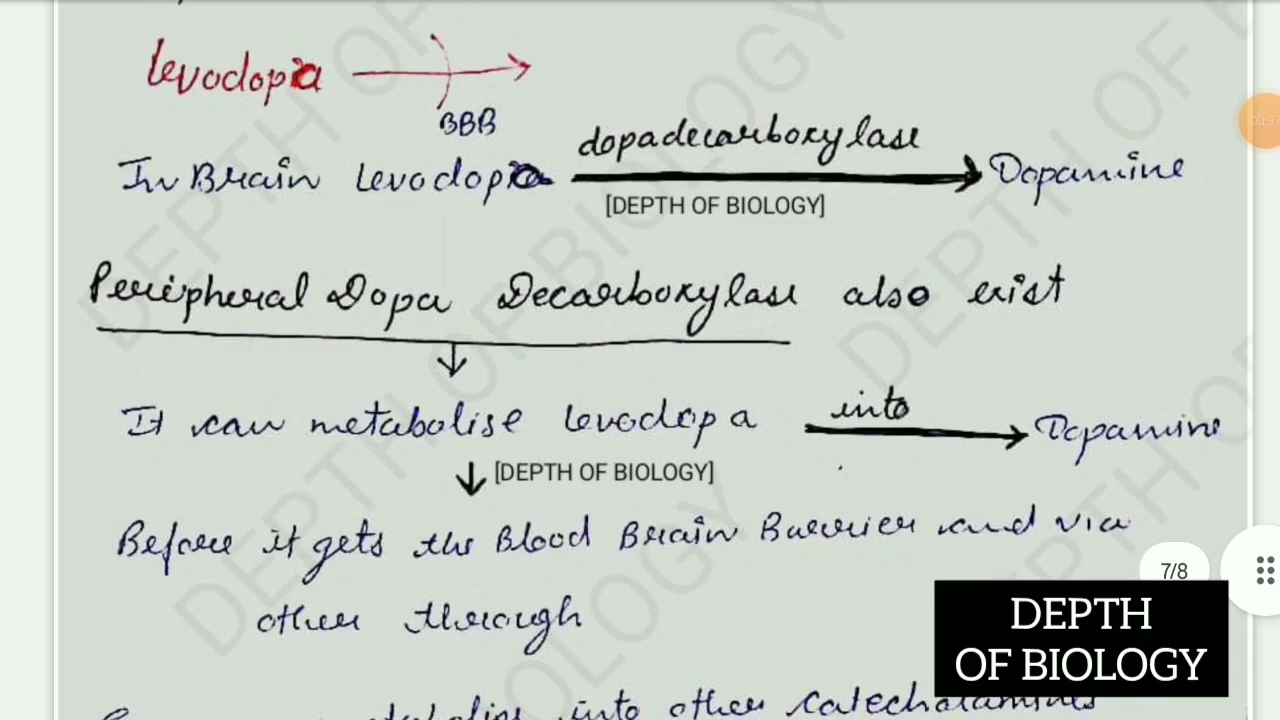 levodopa
BBB
dopadecarboxylase
In Brain levodopa Dopamine
[DEPTH OF BIOLOGY]
Peripheral Dopa Decarboxylase also exist
It can metabolise levodopa into Dopamine
[DEPTH OF BIOLOGY]
Before it gets the Blood Brain Barrier and via
other through
7/8
DEPTH
OF BIOLOGY
into other catecholamines
00:37